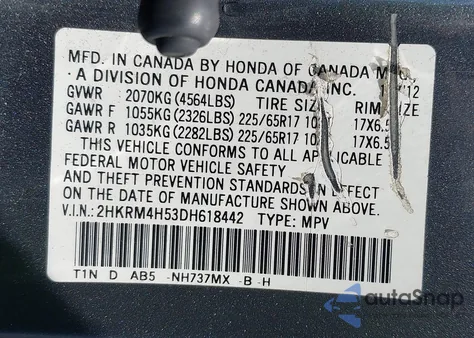 MFD. IN CANADA BY HONDA OF CANADA
· A DIVISION OF HONDA CANADA INC. 12
GVWR 2070KG (4564LBS) TIRE SIZE RIM SIZE
GAWR F 1055KG (2326LBS) 225/65R17 17X6.5
GAWR R 1035KG (2282LBS) 225/65R17 17X6.5
THIS VEHICLE CONFORMS TO ALL APPLICABLE
FEDERAL MOTOR VEHICLE SAFETY
AND THEFT PREVENTION STANDARDS IN EFFECT
ON THE DATE OF MANUFACTURE SHOWN ABOVE.
V.I.N.: 2HKRM4H53DH618442 TYPE: MPV
T1N D AB5 -NH737MX -B -H
autoSnap